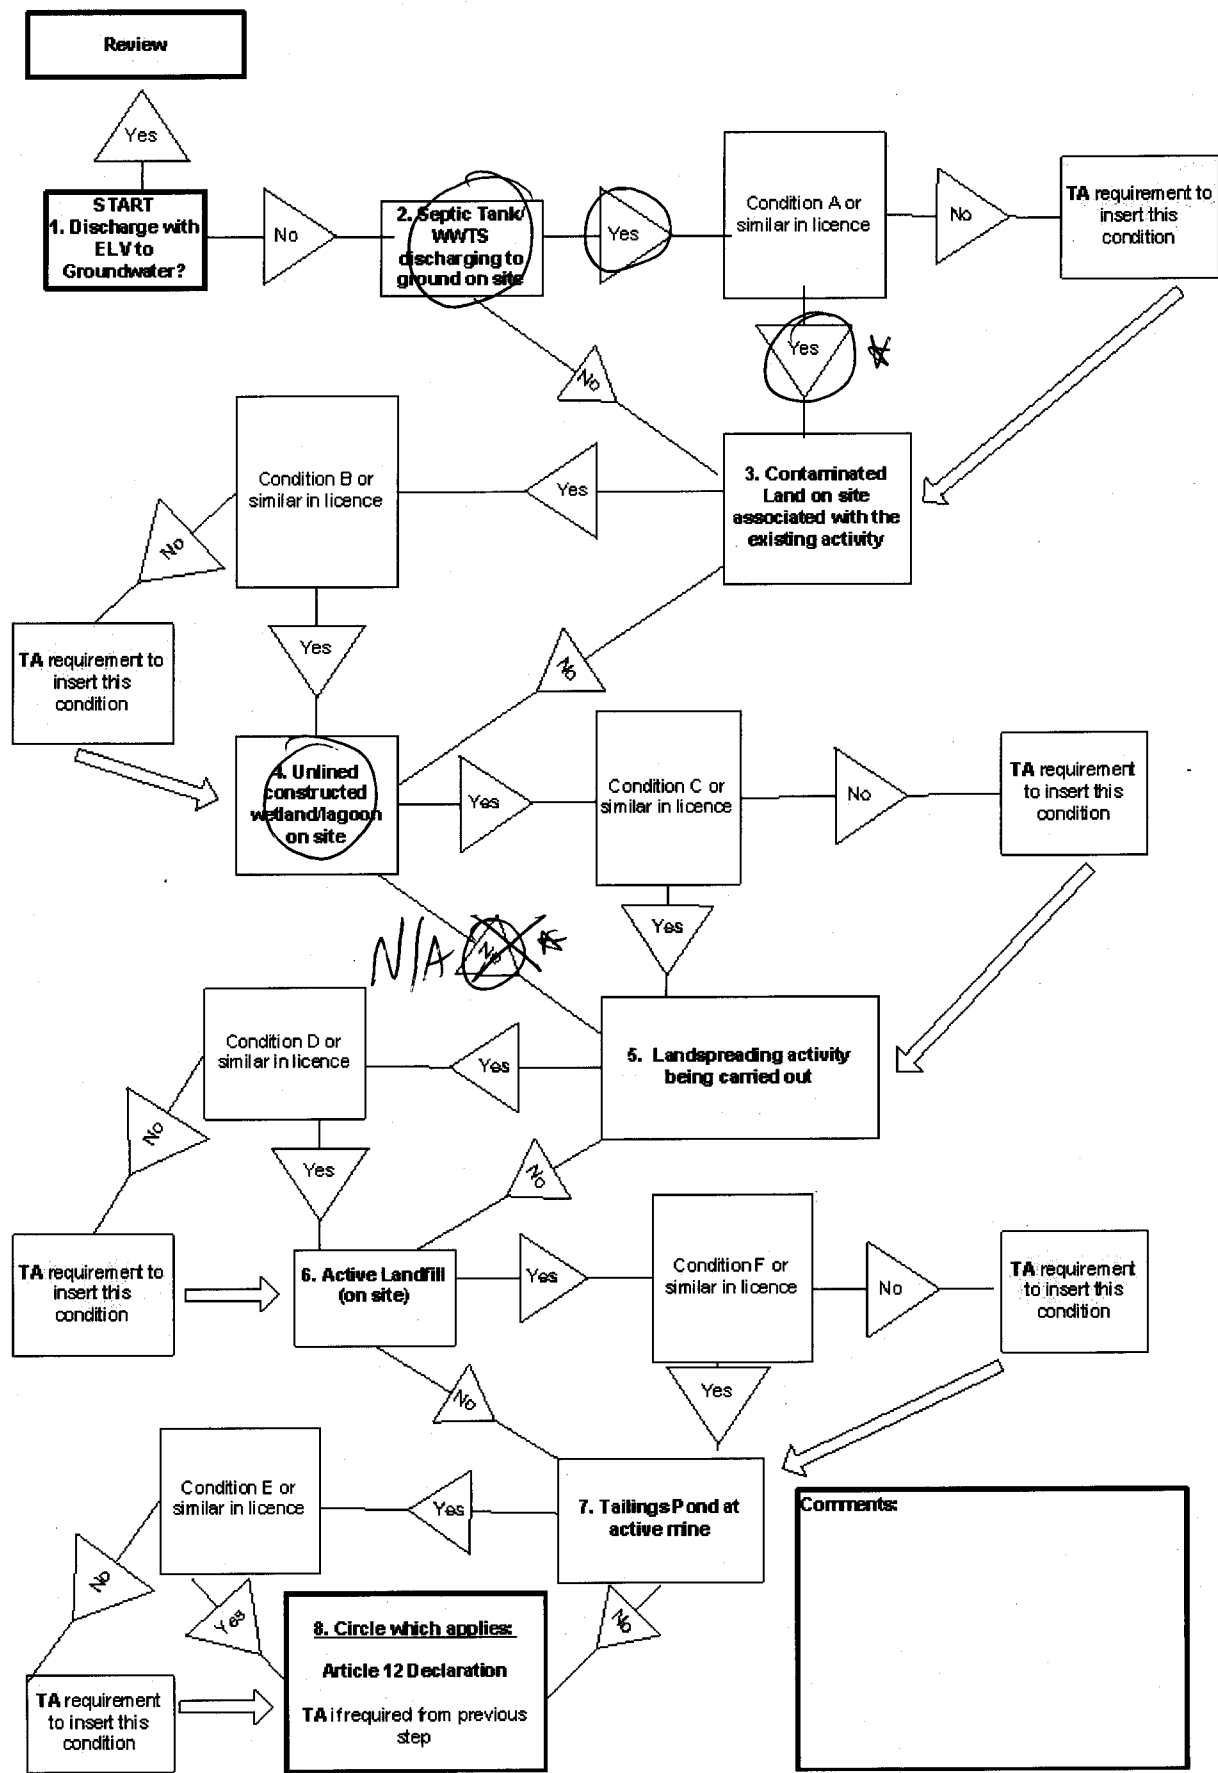 Review
Yes
START
1. Discharge with
ELV to
Groundwater?
No
2. Septic Tank/
WWTS
discharging to
ground on site
Yes
Condition A or
similar in licence
No
TA requirement to
insert this
condition
Yes
No
3. Contaminated
Land on site
associated with the
existing activity
Yes
Condition B or
similar in licence
No
TA requirement to
insert this
condition
Yes
No
4. Unlined
constructed
wetland/lagoon
on site
Yes
Condition C or
similar in licence
No
TA requirement
to insert this
condition
Yes
N/A
No
5. Landspreading activity
being carried out
Yes
Condition D or
similar in licence
No
TA requirement to
insert this
condition
Yes
No
6. Active Landfill
(on site)
Yes
Condition F or
similar in licence
No
TA requirement
to insert this
condition
Yes
No
7. Tailings Pond at
active mine
Yes
Condition E or
similar in licence
No
TA requirement
to insert this
condition
Yes
No
8. Circle which applies:
Article 12 Declaration
TA if required from previous
step
Comments: